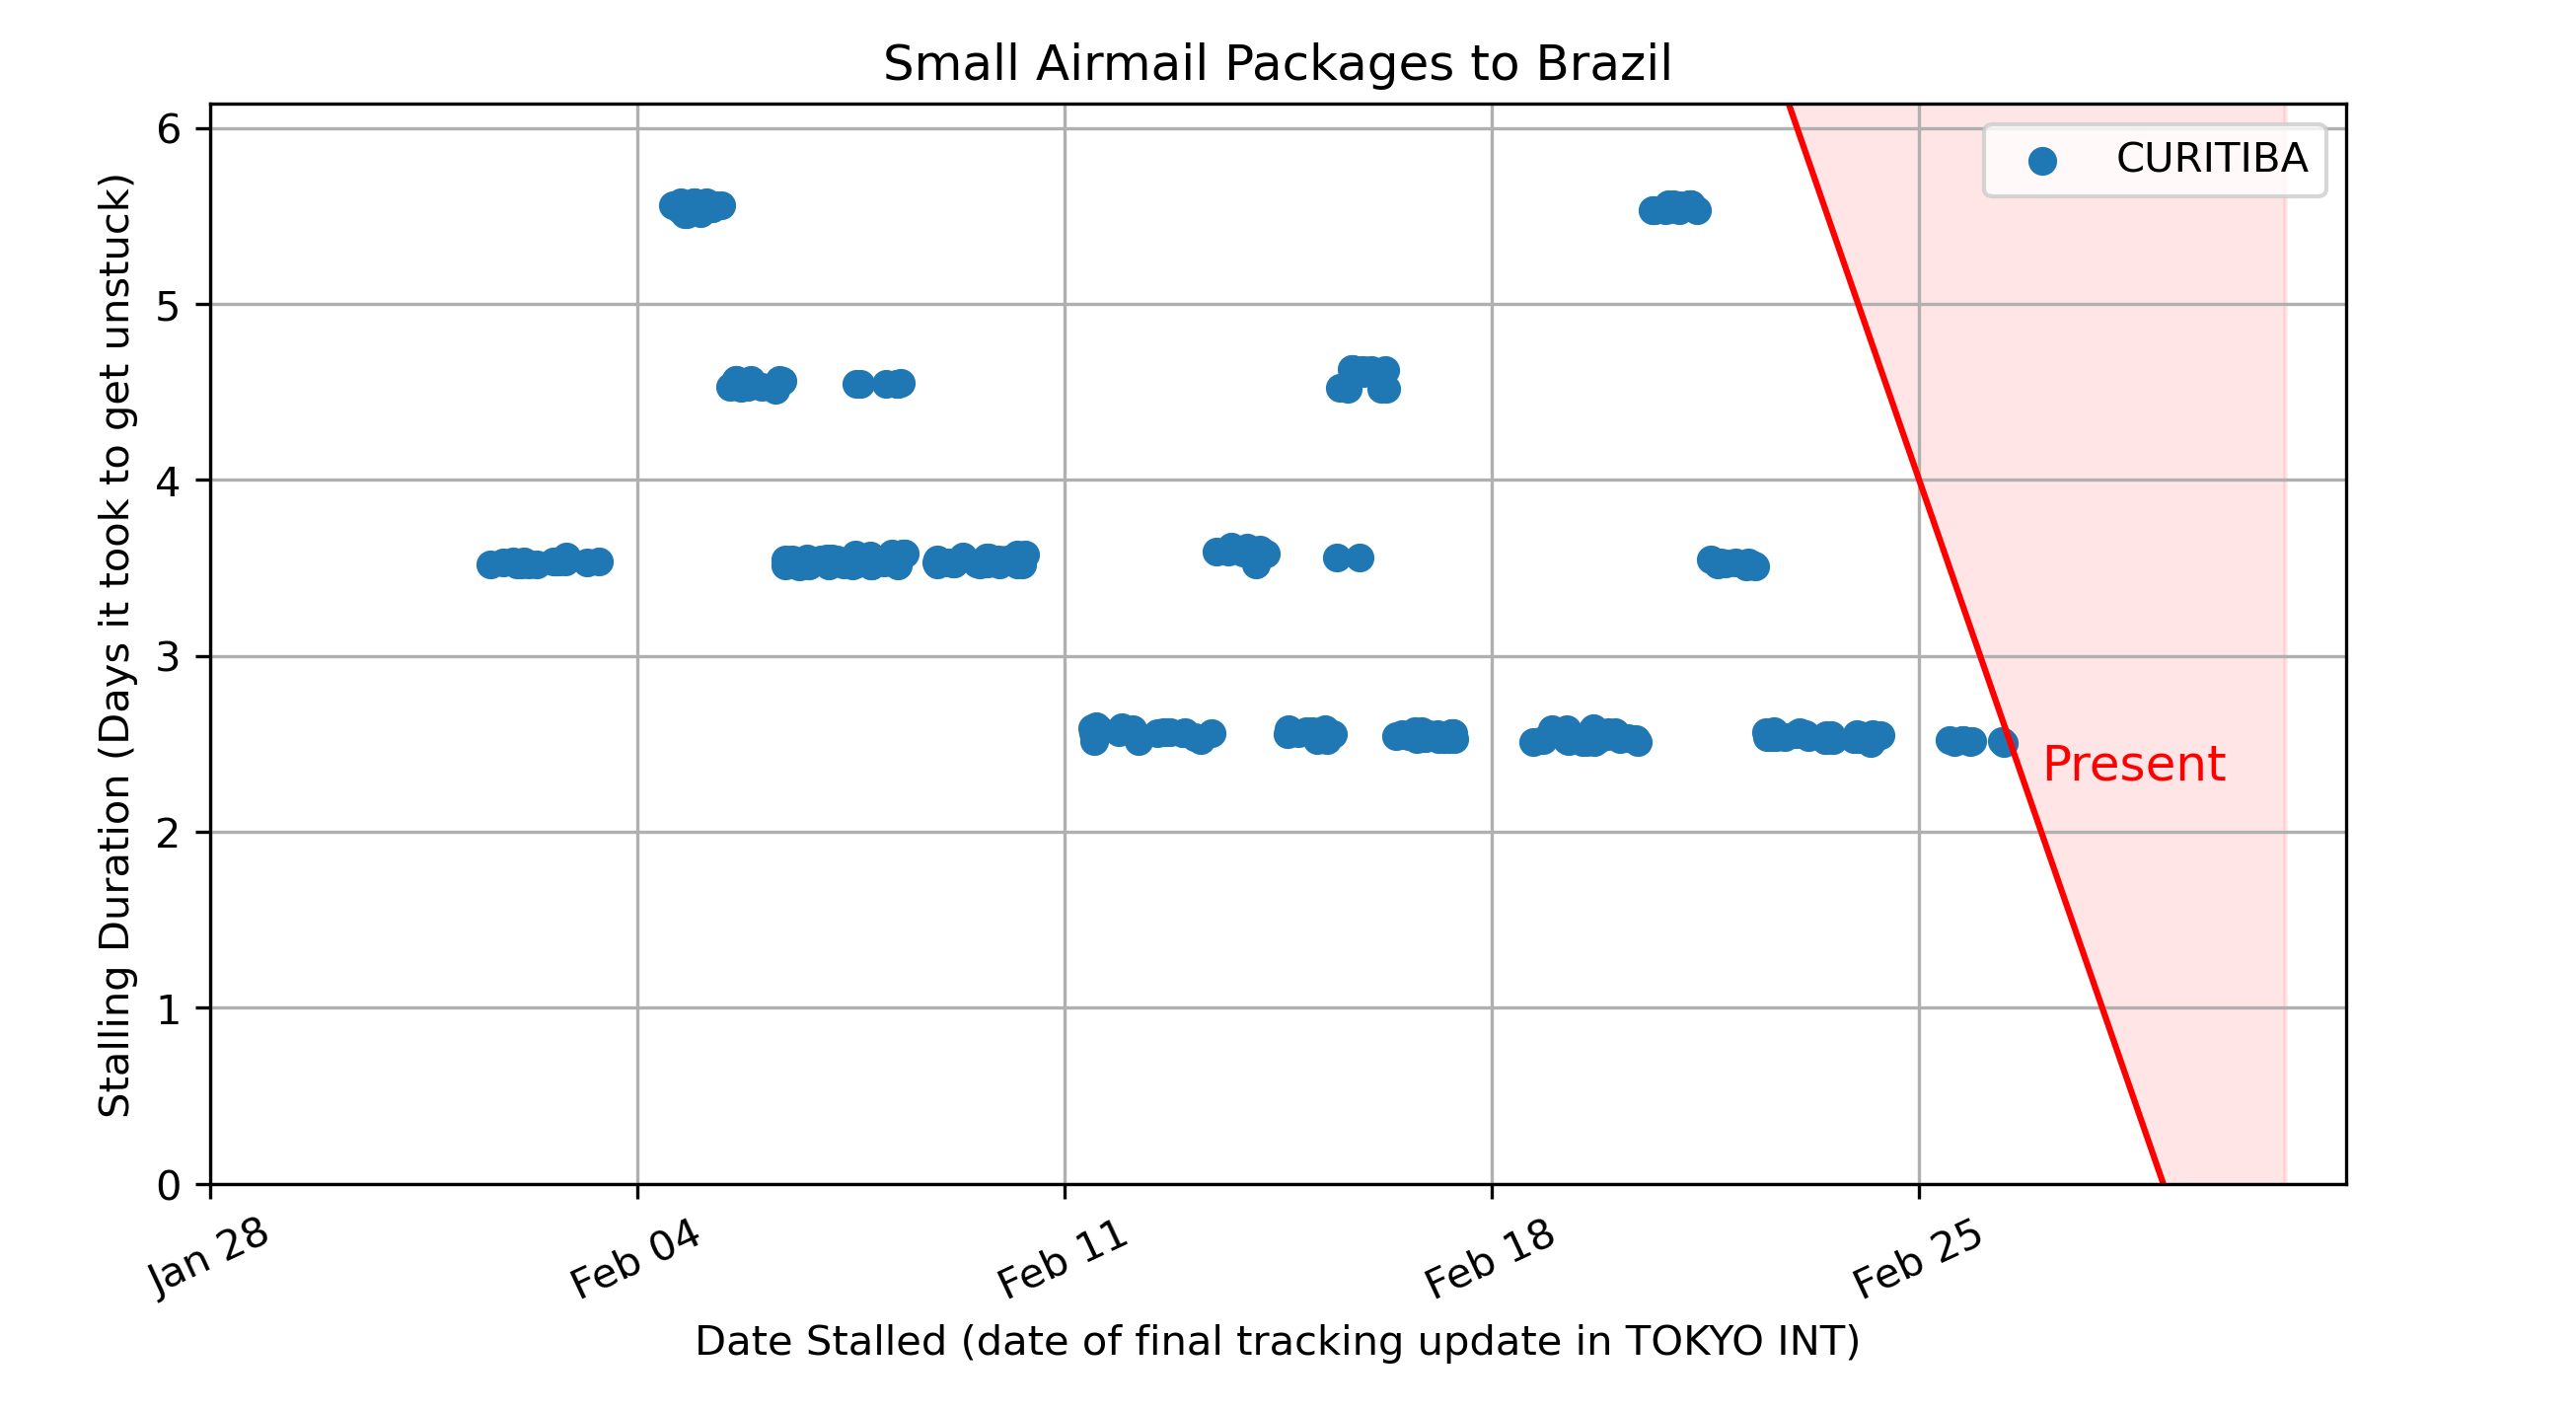 Small Airmail Packages to Brazil
Stalling Duration (Days it took to get unstuck)
6
5
4
3
2
1
0
CURITIBA
Present
Jan 28
Feb 04
Feb 11
Feb 18
Feb 25
Date Stalled (date of final tracking update in TOKYO INT)